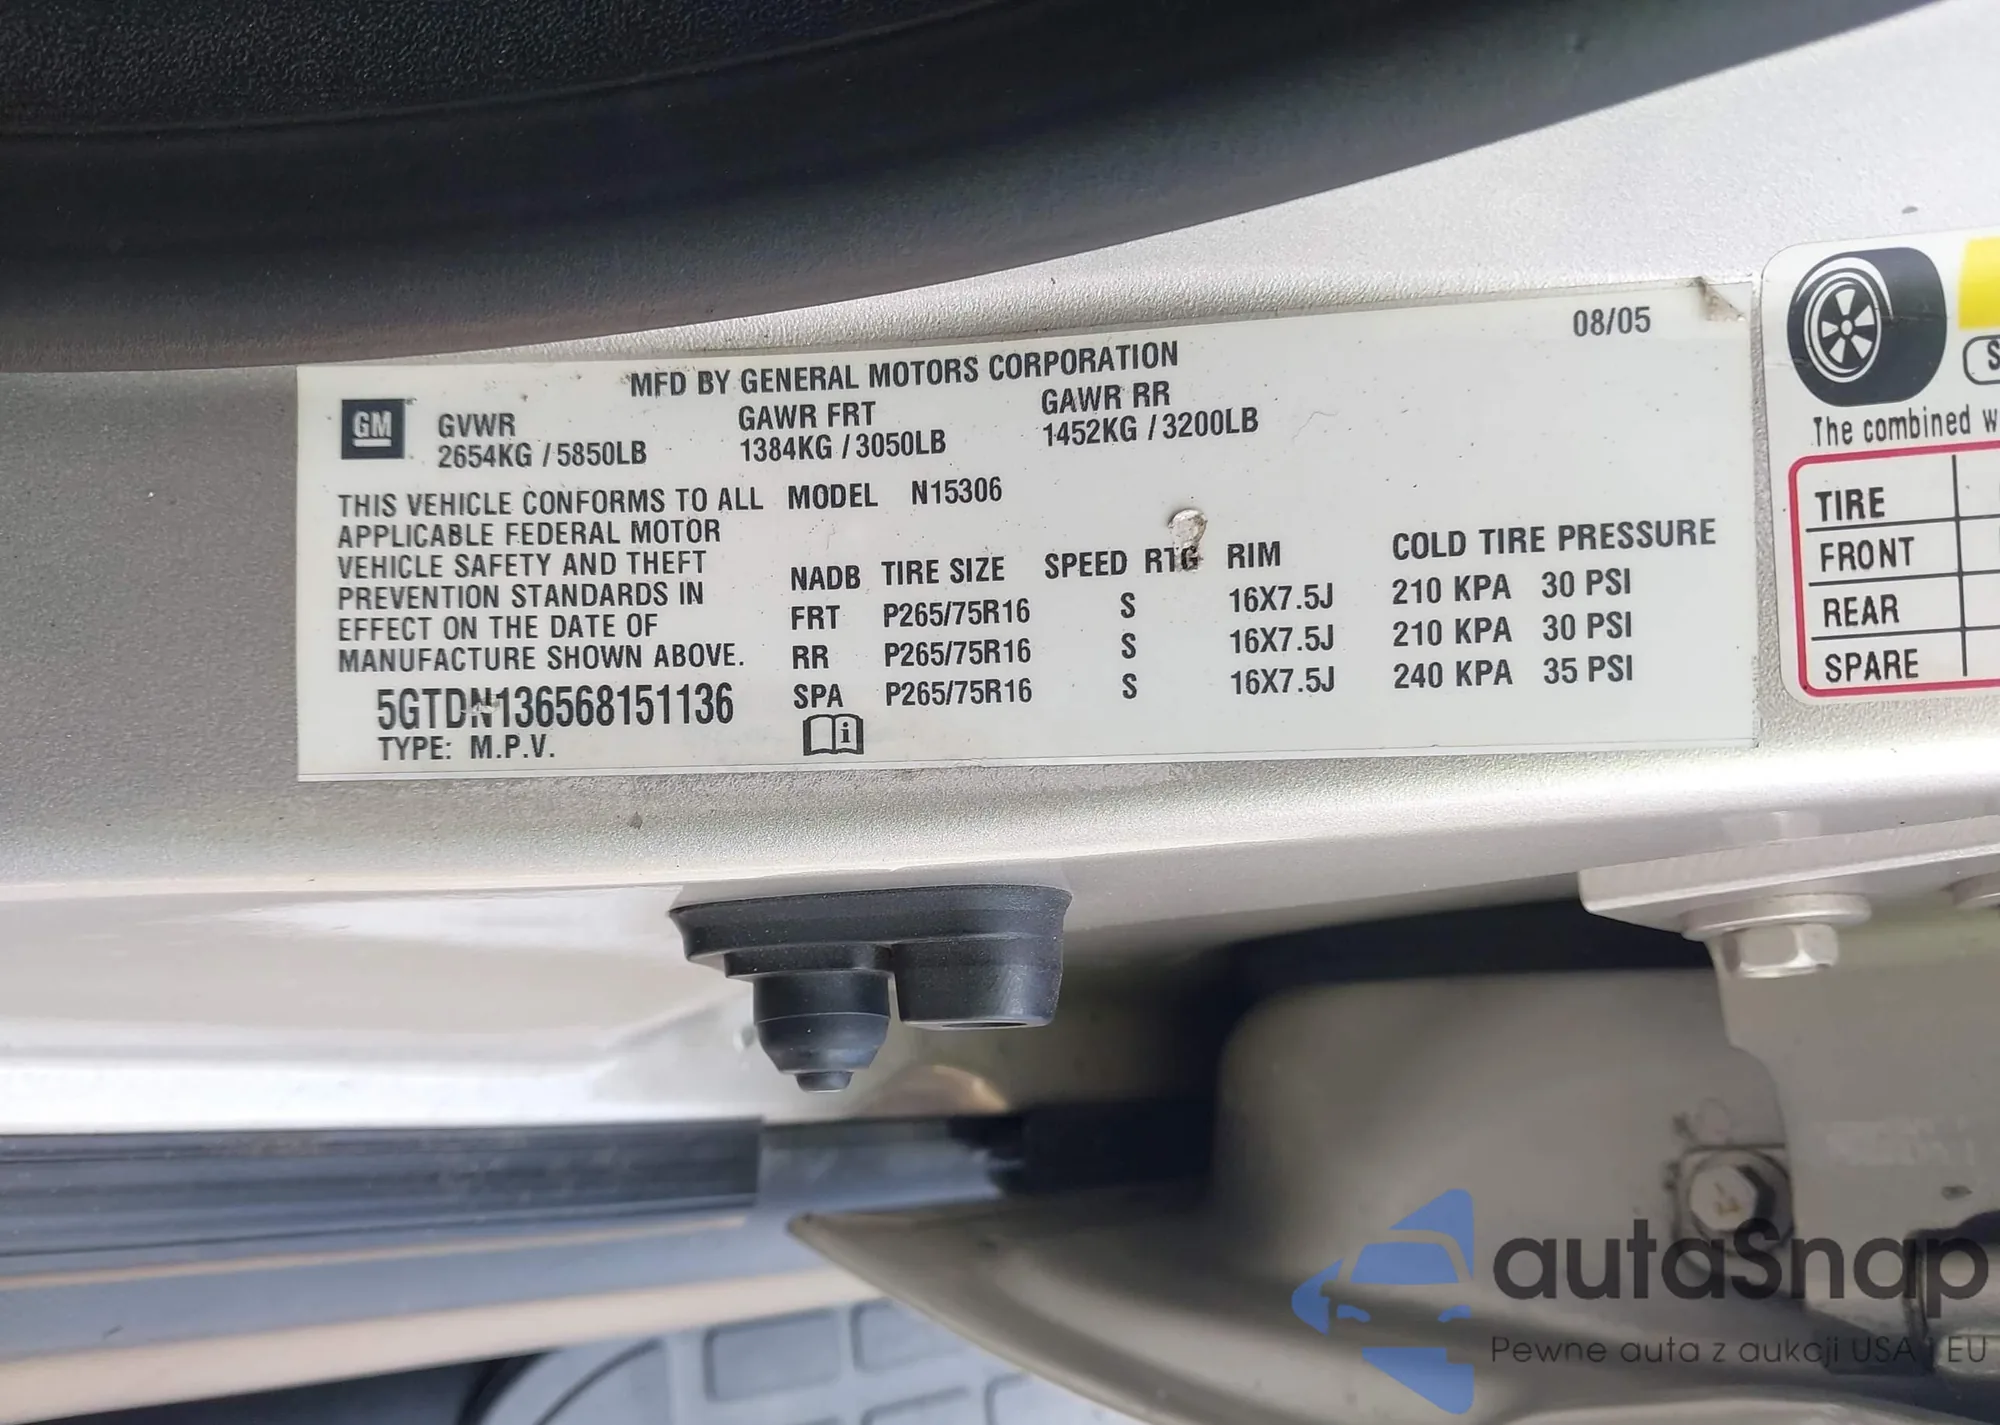 08/05
MFD BY GENERAL MOTORS CORPORATION
GM
GVWR GAWR FRT GAWR RR
2654KG / 5850LB 1384KG / 3050LB 1452KG / 3200LB
THIS VEHICLE CONFORMS TO ALL
APPLICABLE FEDERAL MOTOR
VEHICLE SAFETY AND THEFT
PREVENTION STANDARDS IN
EFFECT ON THE DATE OF
MANUFACTURE SHOWN ABOVE.
5GTDN136568151136
TYPE: M.P.V.
MODEL N15306
NADB TIRE SIZE SPEED RTG RIM COLD TIRE PRESSURE
FRT P265/75R16 S 16X7.5J 210 KPA 30 PSI
RR P265/75R16 S 16X7.5J 210 KPA 30 PSI
SPA P265/75R16 S 16X7.5J 240 KPA 35 PSI
i
The combined
TIRE
FRONT
REAR
SPARE
autaSnap
Pewne auta z aukcji USA i EU